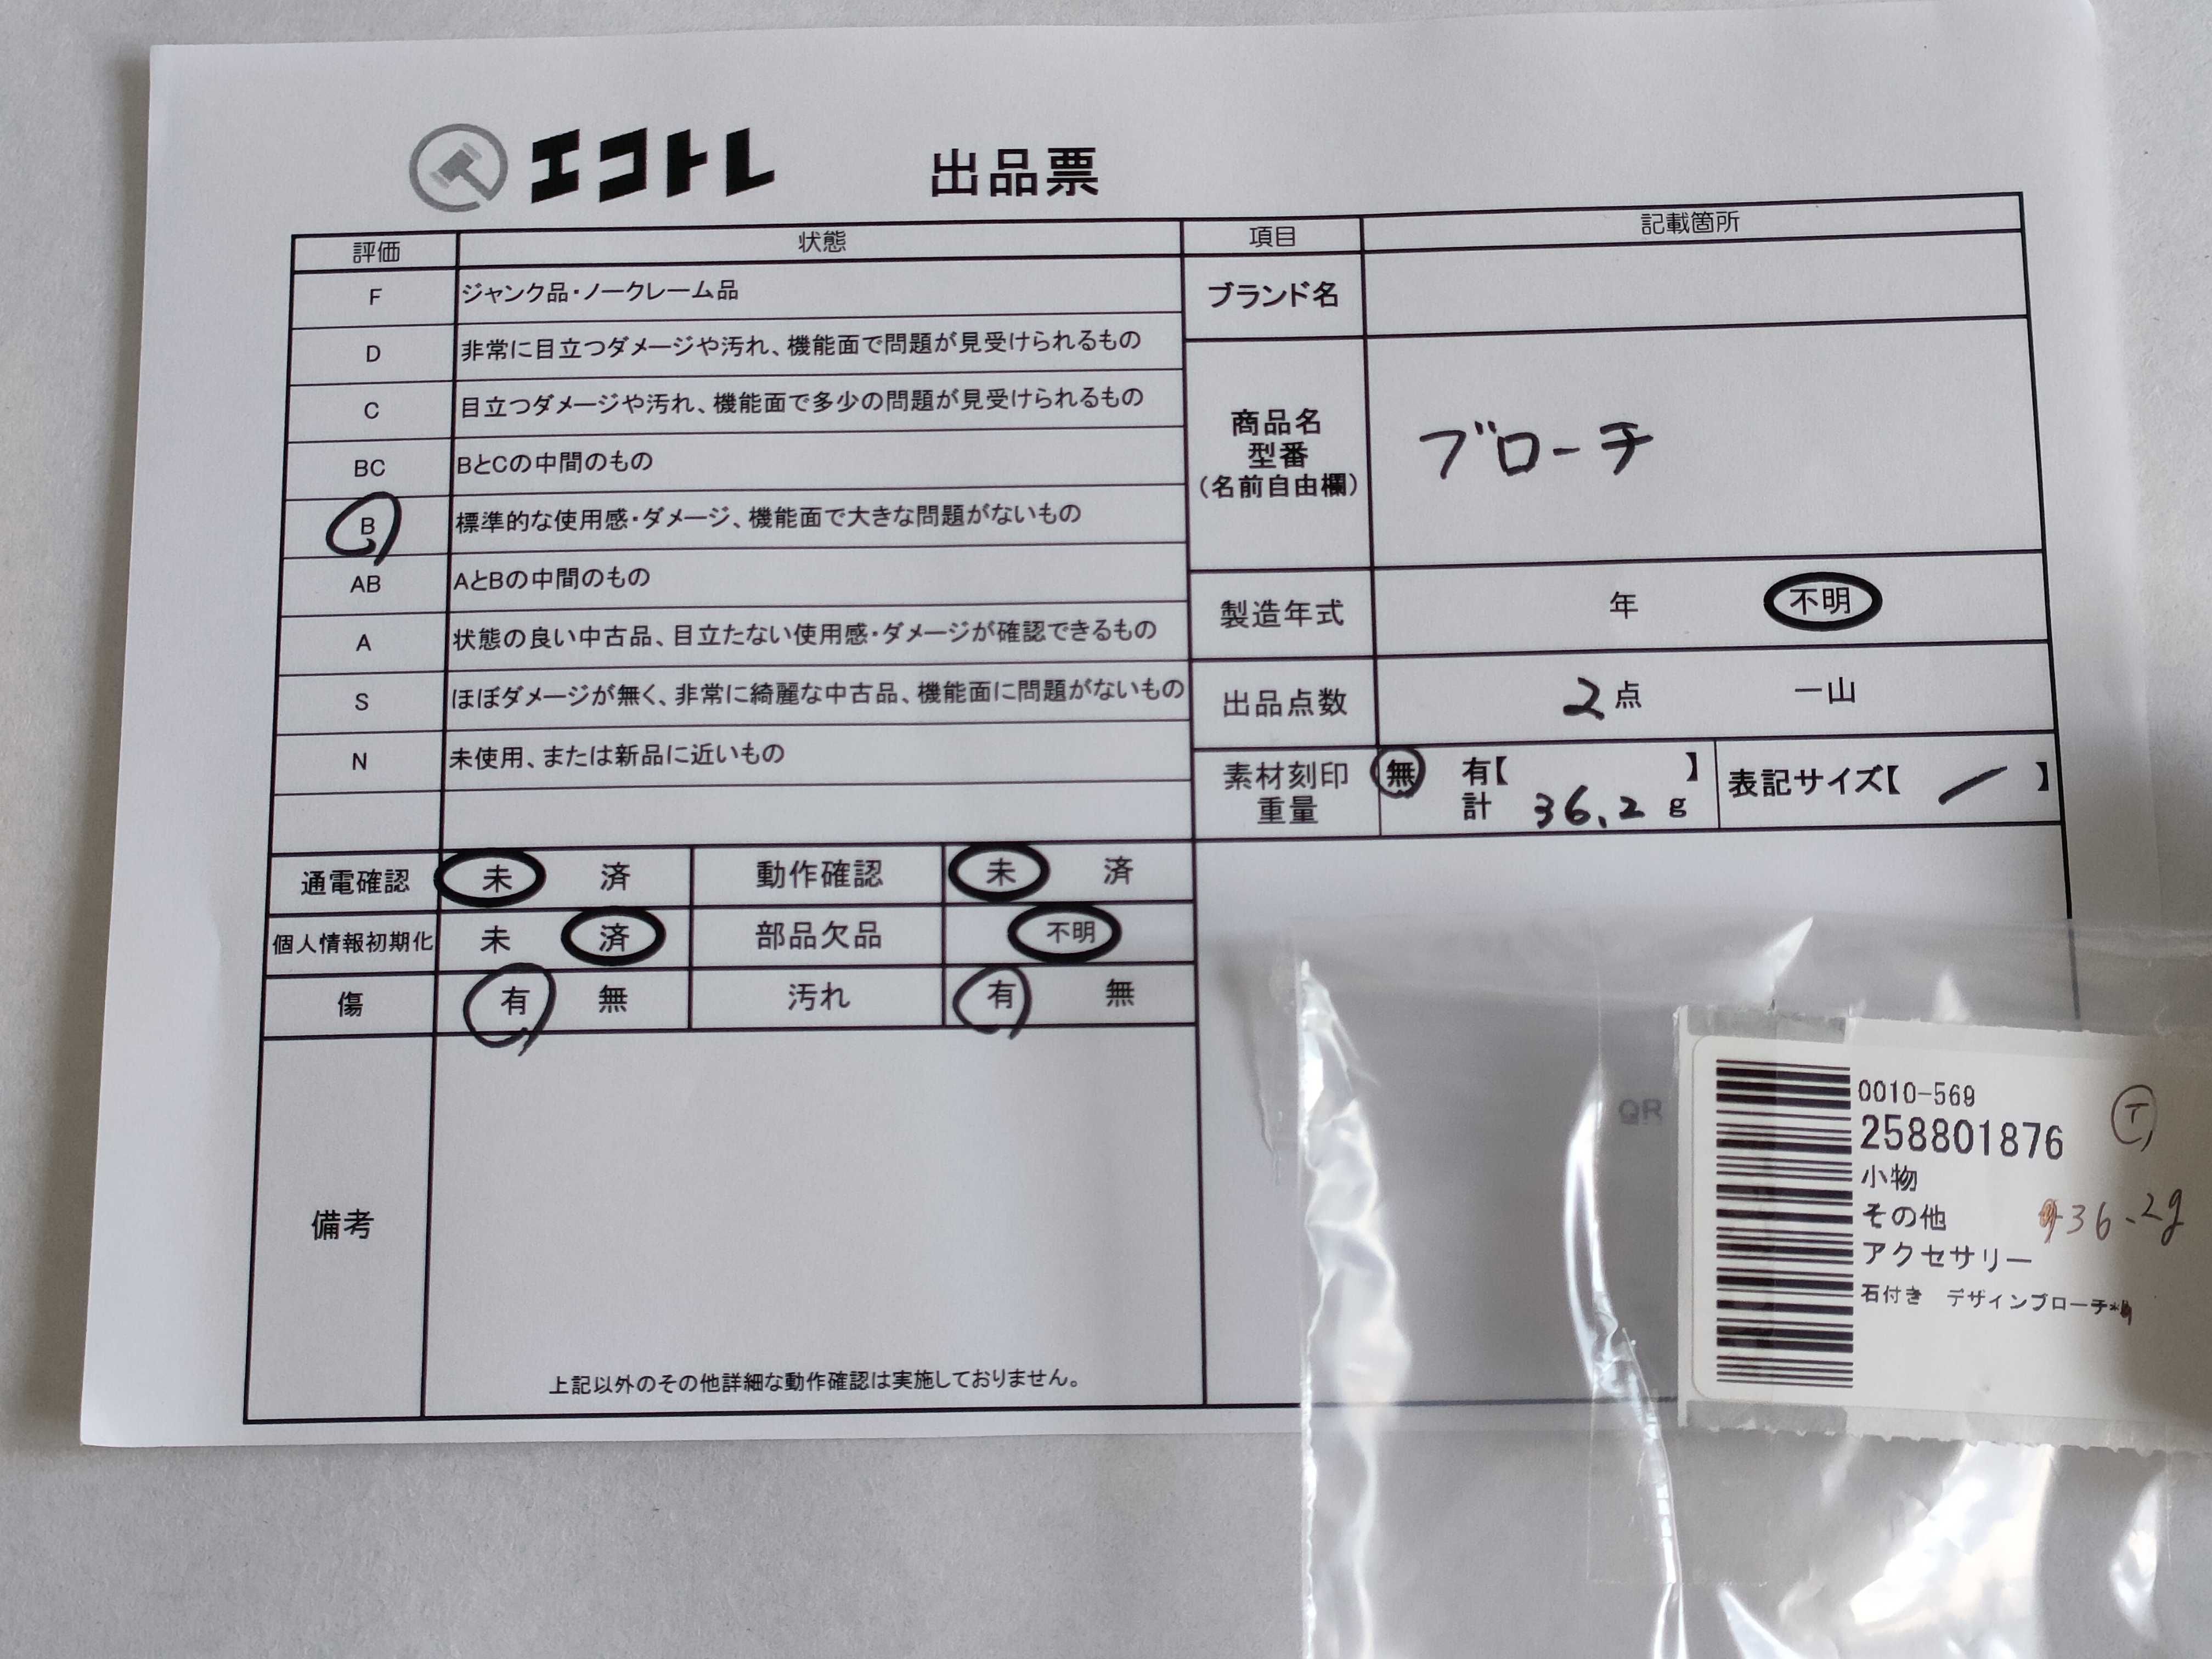 エコトレ 出品票
評価 状態 項目 記載箇所
F ジャンク品・ノークレーム品
D 非常に目立つダメージや汚れ、機能面で問題が見受けられるもの
C 目立つダメージや汚れ、機能面で多少の問題が見受けられるもの
BC BとCの中間のもの
B 標準的な使用感・ダメージ、機能面で大きな問題がないもの
AB AとBの中間のもの
A 状態の良い中古品、目立たない使用感・ダメージが確認できるもの
S ほぼダメージが無く、非常に綺麗な中古品、機能面に問題がないもの
N 未使用、または新品に近いもの
ブランド名
商品名
型番
(名前自由欄)
ブローチ
製造年式 年 不明
出品点数 2点 一山
素材刻印 無 有【 】
重量 計 36.2 g
表記サイズ【 ／ 】
通電確認 未 済 動作確認 未 済
個人情報初期化 未 済 部品欠品 不明
傷 有 無 汚れ 有 無
備考
上記以外のその他詳細な動作確認は実施しておりません。
QR
0010-569
258801876
T
小物
その他
36.2g
アクセサリー
石付き デザインブローチ*